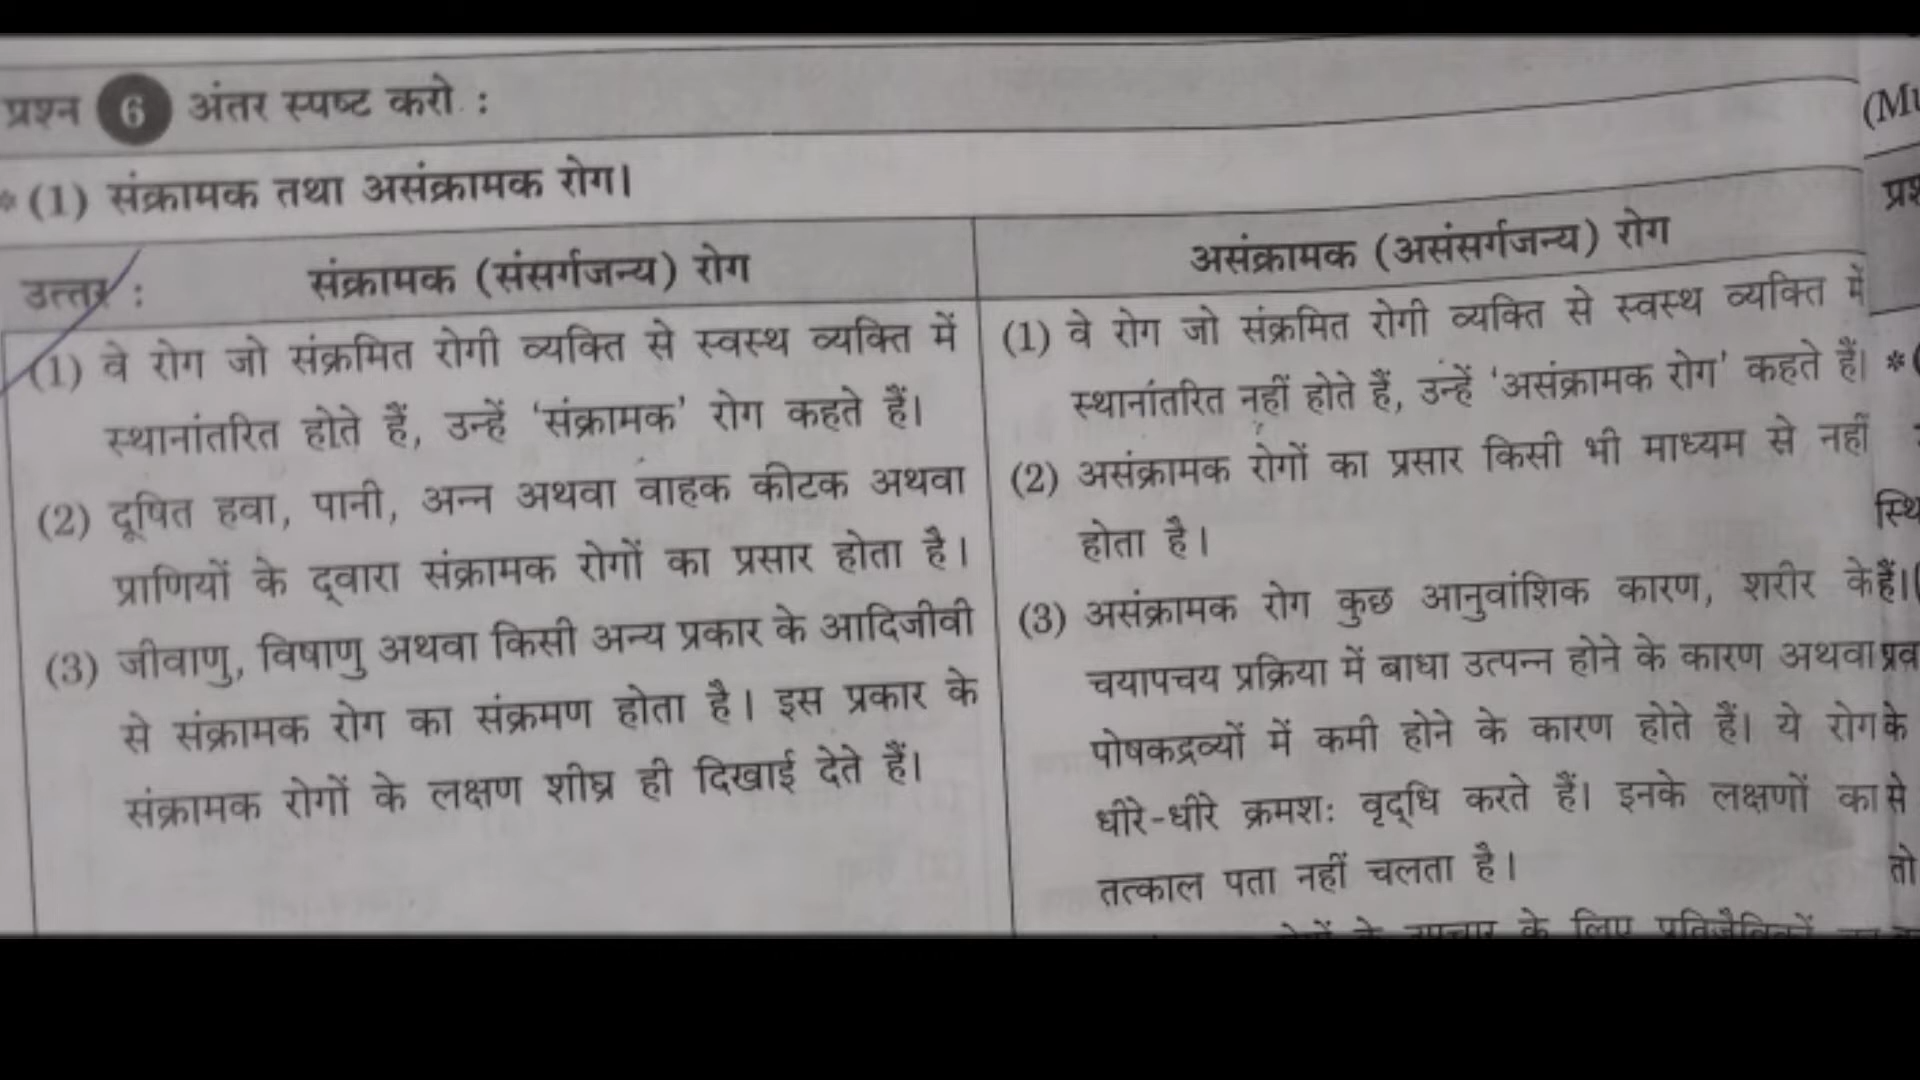 प्रश्न 6 अंतर स्पष्ट करो :
(Mu
* (1) संक्रामक तथा असंक्रामक रोग।
प्रश
उत्तर : संक्रामक (संसर्गजन्य) रोग
(1) वे रोग जो संक्रमित रोगी व्यक्ति से स्वस्थ व्यक्ति में
स्थानांतरित होते हैं, उन्हें ‘संक्रामक’ रोग कहते हैं।
(2) दूषित हवा, पानी, अन्न अथवा वाहक कीटक अथवा
प्राणियों के द्‌वारा संक्रामक रोगों का प्रसार होता है।
(3) जीवाणु, विषाणु अथवा किसी अन्य प्रकार के आदिजीवी
से संक्रामक रोग का संक्रमण होता है। इस प्रकार के
संक्रामक रोगों के लक्षण शीघ्र ही दिखाई देते हैं।
असंक्रामक (असंसर्गजन्य) रोग
(1) वे रोग जो संक्रमित रोगी व्यक्ति से स्वस्थ व्यक्ति में
स्थानांतरित नहीं होते हैं, उन्हें ‘असंक्रामक रोग’ कहते हैं।
(2) असंक्रामक रोगों का प्रसार किसी भी माध्यम से नहीं
होता है।
(3) असंक्रामक रोग कुछ आनुवांशिक कारण, शरीर के
चयापचय प्रक्रिया में बाधा उत्पन्न होने के कारण अथवा
पोषकद्रव्यों में कमी होने के कारण होते हैं। ये रोग
धीरे-धीरे क्रमशः वृद्‌धि करते हैं। इनके लक्षणों का
तत्काल पता नहीं चलता है।
के लिए
*(
स्थि
हैं।(
प्रव
के
से
तो